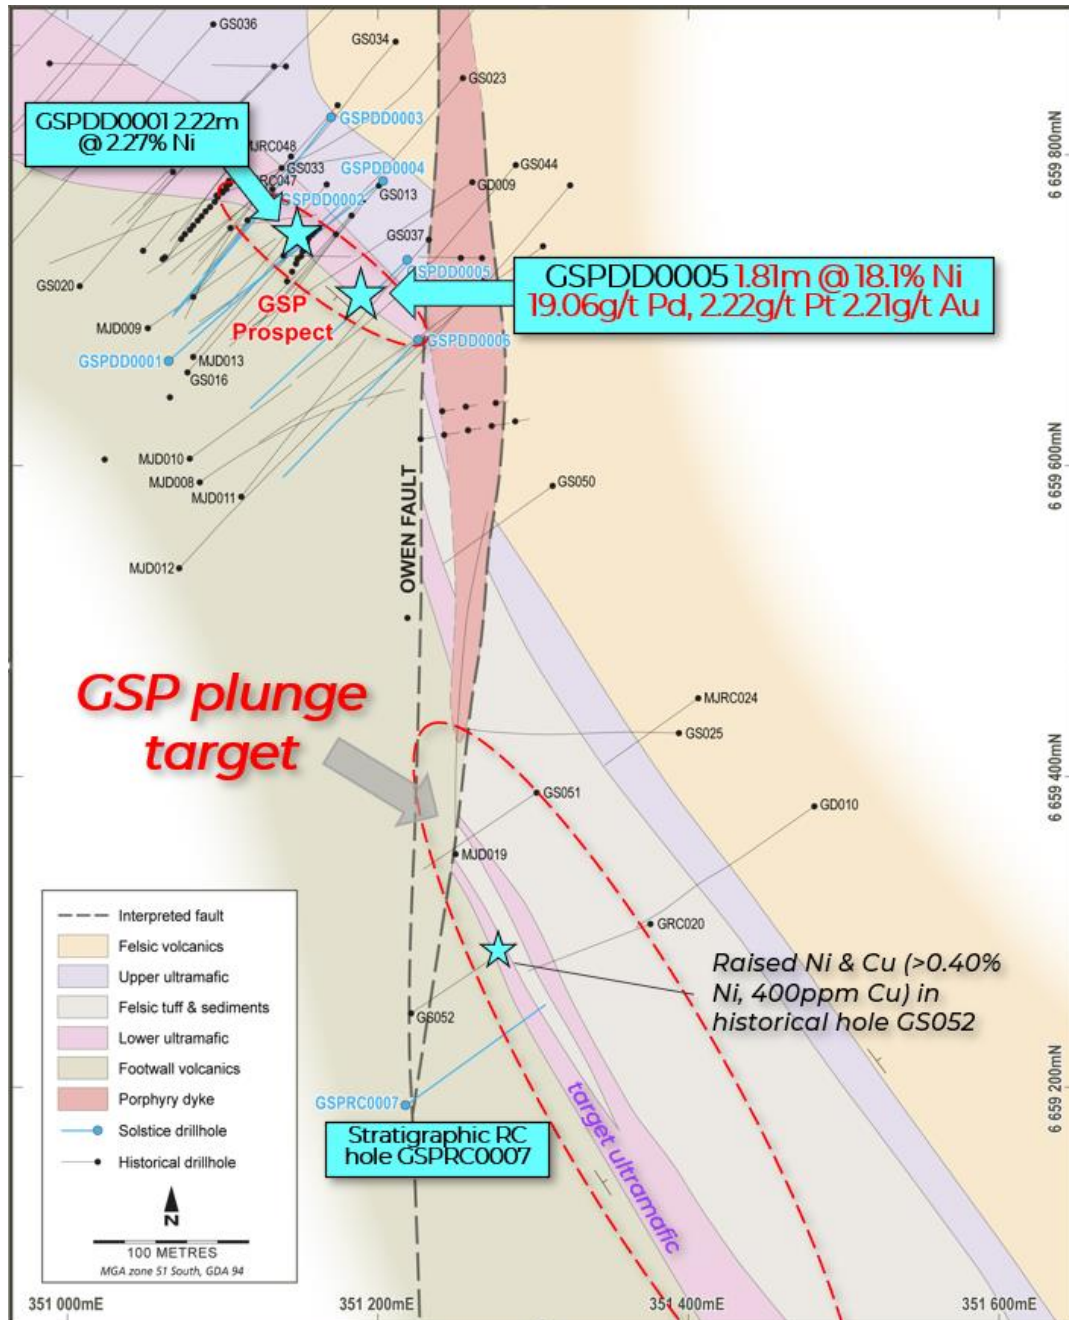 GS036
GS034
GS023
GSPDD0001 2.22m
@ 2.27% Ni
GSPDD0003
MJRC048
GS033
GSPDD0004
GS044
GD009
GS013
GSPDD0002
GS037
6 659 800mN
GS020
GSPDD0005
GSPDD0005 1.81m @ 18.1% Ni
19.06g/t Pd, 2.22g/t Pt 2.21g/t Au
GSP
Prospect
MJD009
GSPDD0006
GSPDD0001
MJD013
GS016
MJD010
MJD008
MJD011
GS050
6 659 600mN
OWEN FAULT
MJD012
GSP plunge
target
MJRC024
GS025
GS051
GD010
6 659 400mN
MJD019
GRC020
Raised Ni & Cu (>0.40%
Ni, 400ppm Cu) in
historical hole GS052
GS052
GSPRC0007
Stratigraphic RC
hole GSPRC0007
target ultramafic
6 659 200mN
Interpreted fault
Felsic volcanics
Upper ultramafic
Felsic tuff & sediments
Lower ultramafic
Footwall volcanics
Porphyry dyke
Solstice drillhole
Historical drillhole
N
100 METRES
MGA zone 51 South, GDA 94
351 000mE
351 200mE
351 400mE
351 600mE